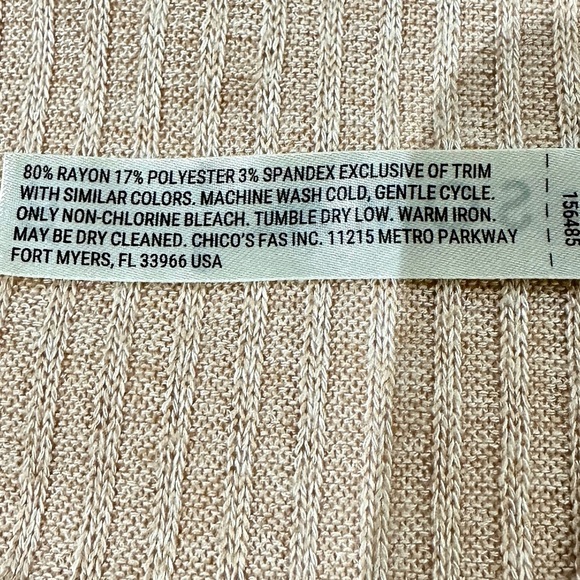 80% RAYON 17% POLYESTER 3% SPANDEX EXCLUSIVE OF TRIM
WITH SIMILAR COLORS. MACHINE WASH COLD, GENTLE CYCLE.
ONLY NON-CHLORINE BLEACH. TUMBLE DRY LOW. WARM IRON.
MAY BE DRY CLEANED. CHICO'S FAS INC. 11215 METRO PARKWAY
FORT MYERS, FL 33966 USA
S
156485